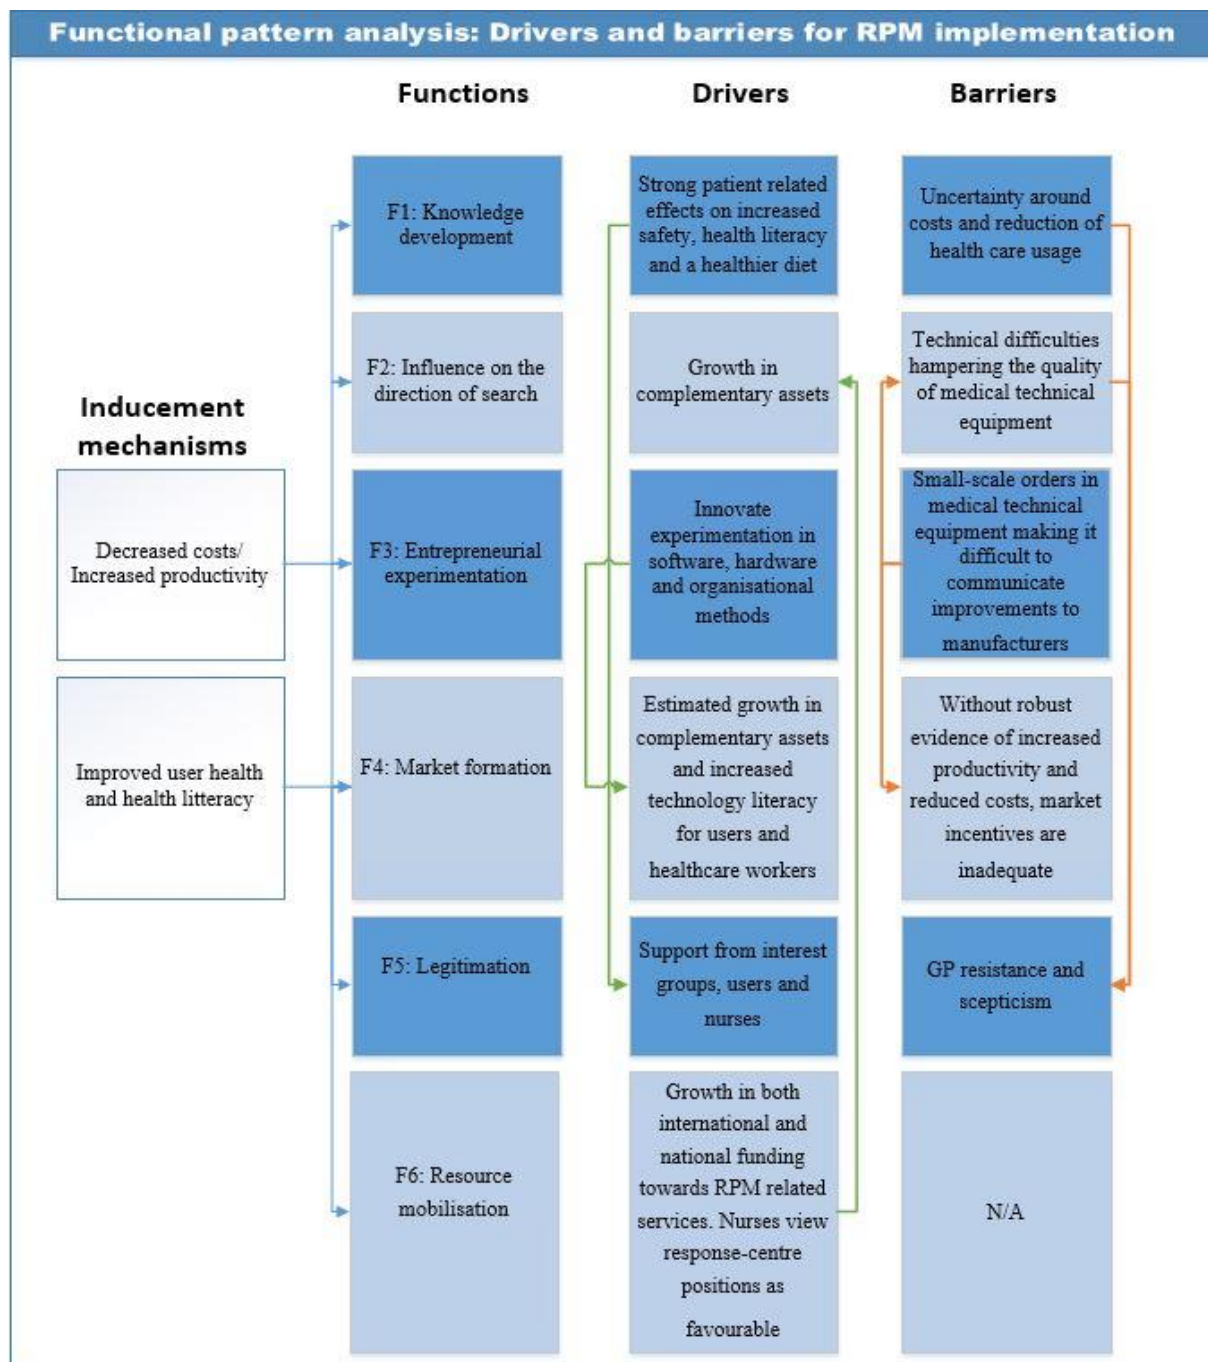 Functional pattern analysis: Drivers and barriers for RPM implementation
Functions
Drivers
Barriers
Inducement
mechanisms
Decreased costs/
Increased productivity
Improved user health
and health litteracy
F1: Knowledge
development
Strong patient related
effects on increased
safety, health literacy
and a healthier diet
Uncertainty around
costs and reduction of
health care usage
F2: Influence on the
direction of search
Growth in
complementary assets
Technical difficulties
hampering the quality
of medical technical
equipment
F3: Entrepreneurial
experimentation
Innovate
experimentation in
software, hardware
and organisational
methods
Small-scale orders in
medical technical
equipment making it
difficult to
communicate
improvements to
manufacturers
F4: Market formation
Estimated growth in
complementary assets
and increased
technology literacy
for users and
healthcare workers
Without robust
evidence of increased
productivity and
reduced costs, market
incentives are
inadequate
F5: Legitimation
Support from interest
groups, users and
nurses
GP resistance and
scepticism
F6: Resource
mobilisation
Growth in both
international and
national funding
towards RPM related
services. Nurses view
response-centre
positions as
favourable
N/A